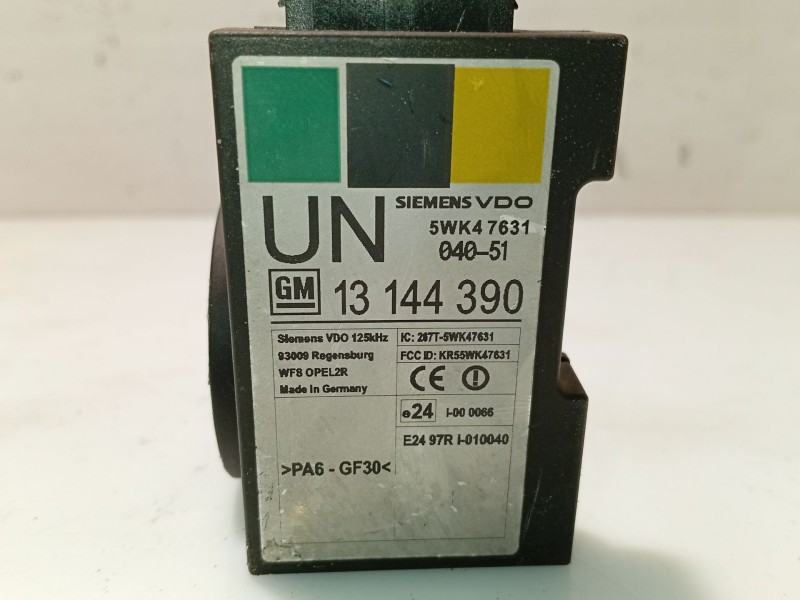 SIEMENS VDO
UN
5WK4 7631
040-51
GM 13 144 390
Siemens VDO 125kHz
93009 Regensburg
WFS OPEL2R
Made in Germany
IC: 267T-5WK47631
FCC ID: KR55WK47631
CE
e24 I-00 0066
E24 97R I-010040
>PA6 - GF30<